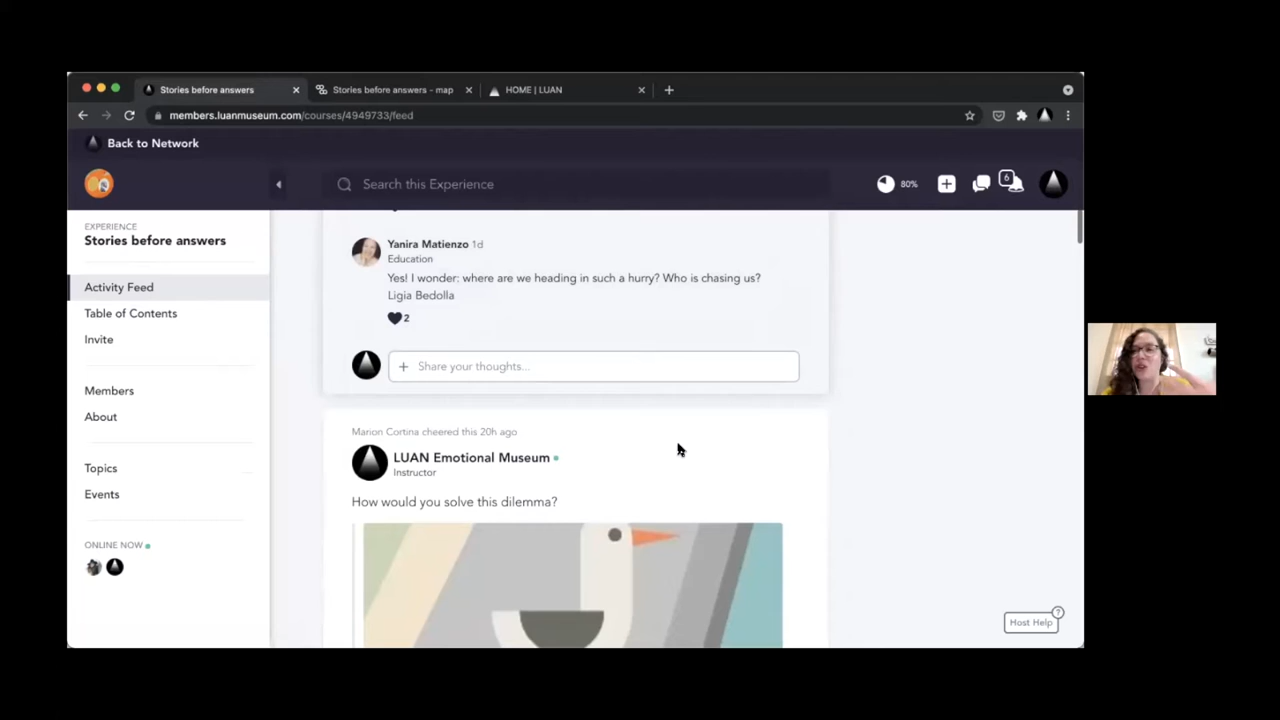 Stories before answers
Stories before answers - map
HOME | LUAN
members.luanmuseum.com/courses/4949733/feed
Back to Network
Search this Experience
80%
6
EXPERIENCE
Stories before answers
Activity Feed
Table of Contents
Invite
Members
About
Topics
Events
ONLINE NOW
Yanira Matienzo 1d
Education
Yes! I wonder: where are we heading in such a hurry? Who is chasing us?
Ligia Bedolla
2
Share your thoughts...
Marion Cortina cheered this 20h ago
LUAN Emotional Museum
Instructor
How would you solve this dilemma?
Host Help
?